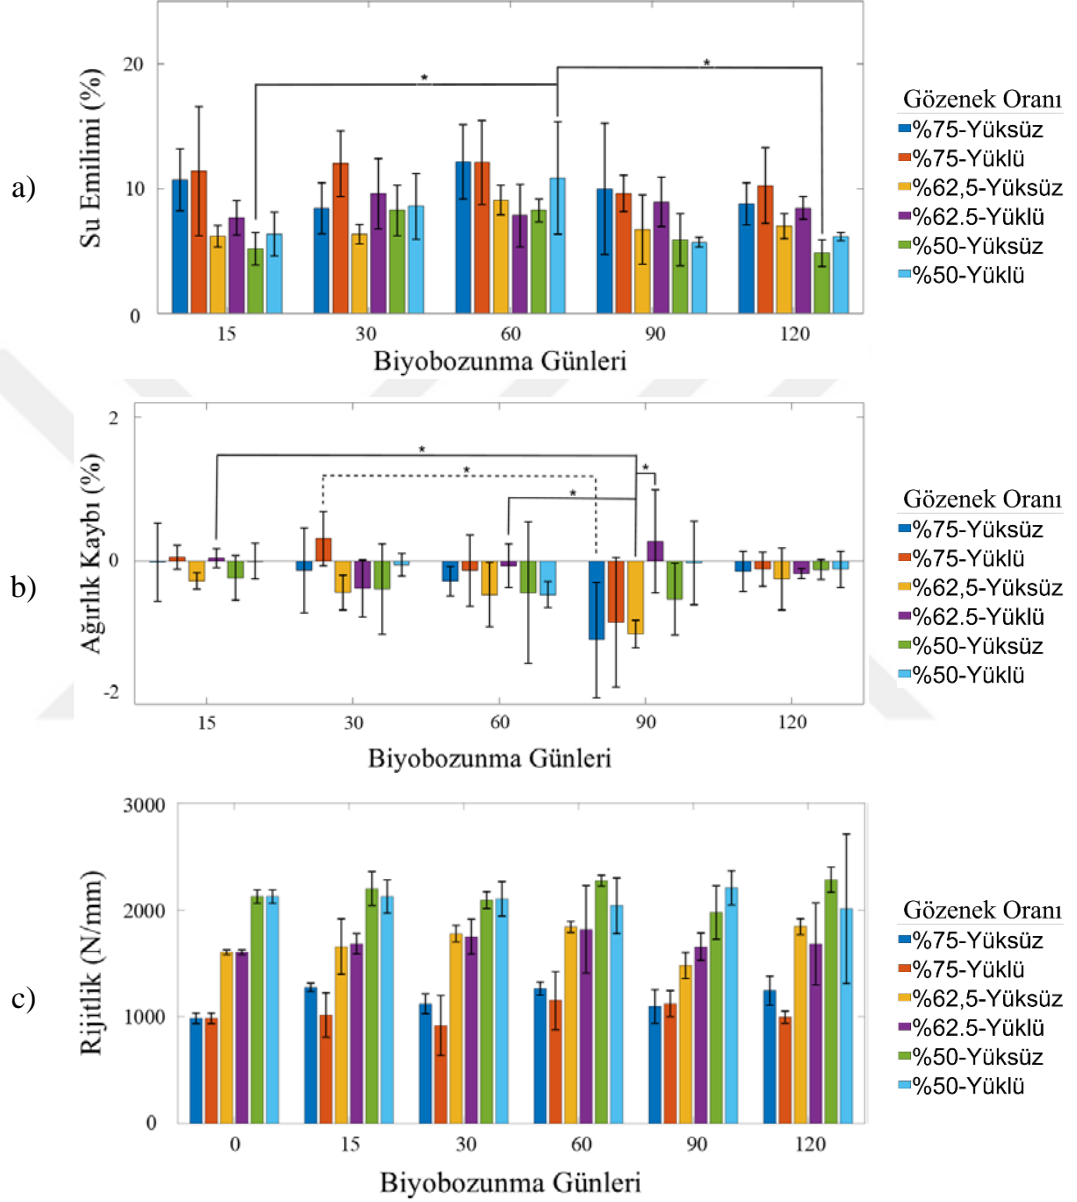 a)
Su Emilimi (%)
20
10
0
*
*
15
30
60
90
120
Biyobozunma Günleri
Gözenek Oranı
%75-Yüksüz
%75-Yüklü
%62,5-Yüksüz
%62.5-Yüklü
%50-Yüksüz
%50-Yüklü
b)
Ağırlık Kaybı (%)
2
0
-2
*
*
*
*
15
30
60
90
120
Biyobozunma Günleri
Gözenek Oranı
%75-Yüksüz
%75-Yüklü
%62,5-Yüksüz
%62.5-Yüklü
%50-Yüksüz
%50-Yüklü
c)
Rijitlik (N/mm)
3000
2000
1000
0
0
15
30
60
90
120
Biyobozunma Günleri
Gözenek Oranı
%75-Yüksüz
%75-Yüklü
%62,5-Yüksüz
%62.5-Yüklü
%50-Yüksüz
%50-Yüklü